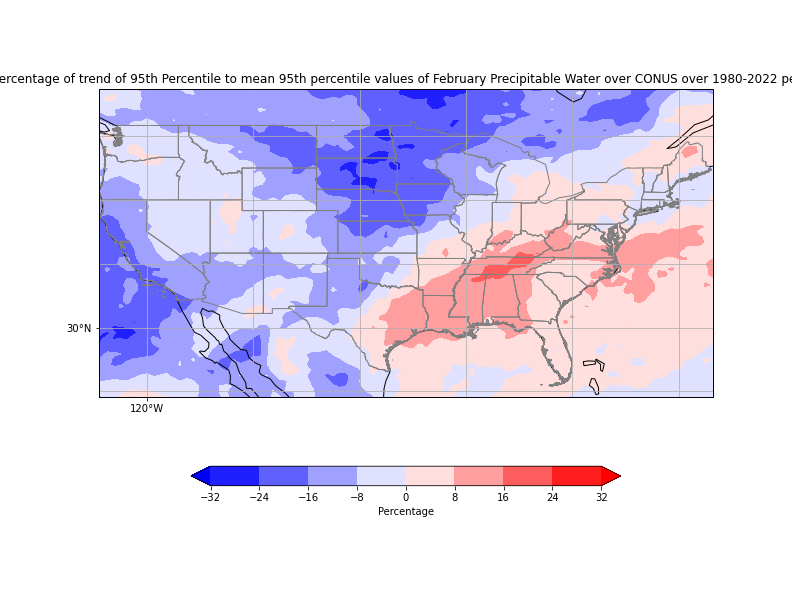 ercentage of trend of 95th Percentile to mean 95th percentile values of February Precipitable Water over CONUS over 1980-2022 pe
30°N
120°W
−32 −24 −16 −8 0 8 16 24 32
Percentage